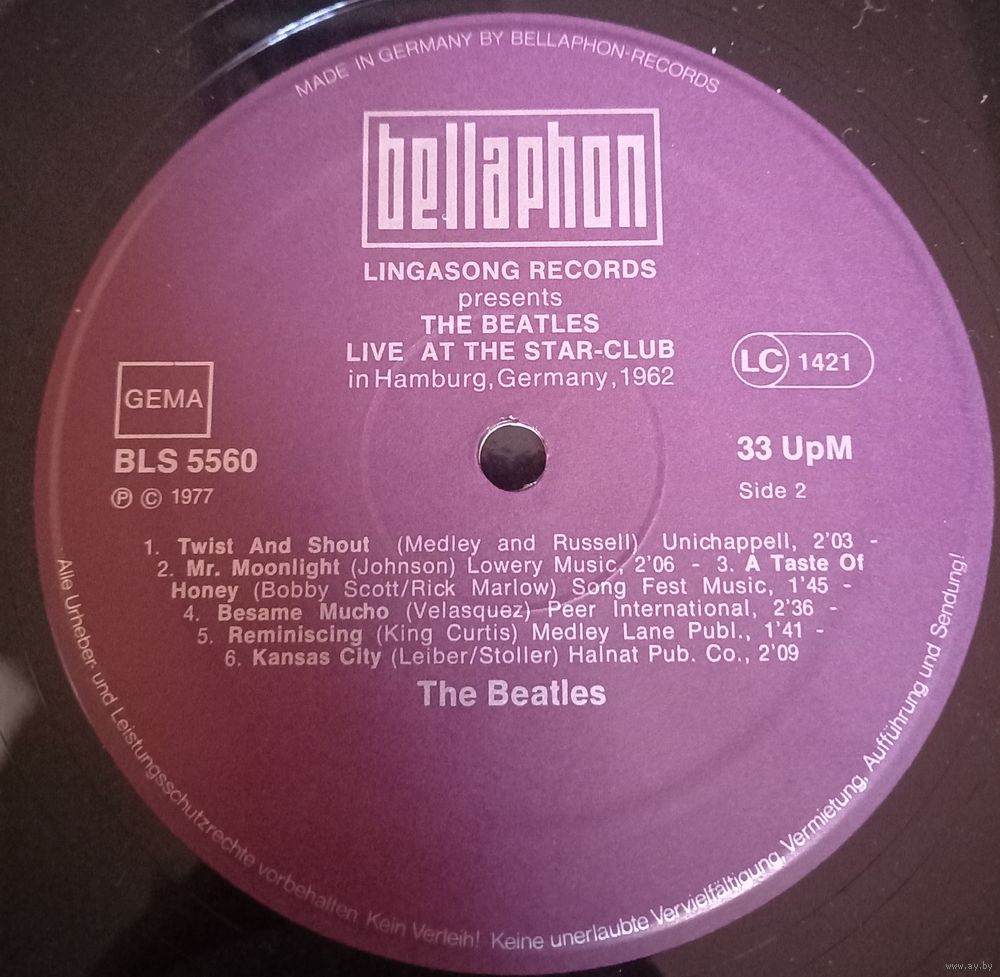 MADE IN GERMANY BY BELLAPHON-RECORDS
bellaphon
LINGASONG RECORDS
presents
THE BEATLES
LIVE AT THE STAR-CLUB
in Hamburg, Germany, 1962
LC 1421
GEMA
BLS 5560
Ⓟ © 1977
33 UpM
Side 2
1. Twist And Shout (Medley and Russell) Unichappell, 2'03 -
2. Mr. Moonlight (Johnson) Lowery Music, 2'06 - 3. A Taste Of
Honey (Bobby Scott/Rick Marlow) Song Fest Music, 1'45 -
4. Besame Mucho (Velasquez) Peer International, 2'36 -
5. Reminiscing (King Curtis) Medley Lane Publ., 1'41 -
6. Kansas City (Leiber/Stoller) Halnat Pub. Co., 2'09
The Beatles
Alle Urheber- und Leistungsschutzrechte vorbehalten. Kein Verleih! Keine unerlaubte Vervielfältigung, Vermietung, Aufführung und Sendung!
www.ay.by